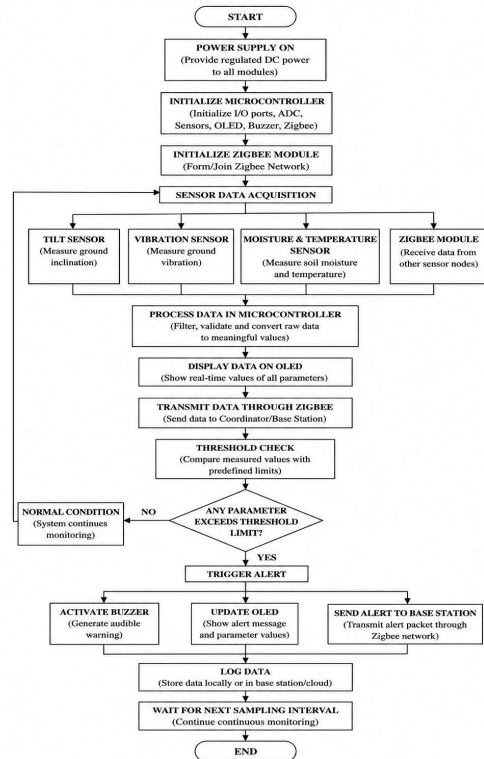 START
POWER SUPPLY ON
(Provide regulated DC power
to all modules)
INITIALIZE MICROCONTROLLER
(Initialize I/O ports, ADC,
Sensors, OLED, Buzzer, Zigbee)
INITIALIZE ZIGBEE MODULE
(Form/Join Zigbee Network)
SENSOR DATA ACQUISITION
TILT SENSOR
(Measure ground
inclination)
VIBRATION SENSOR
(Measure ground
vibration)
MOISTURE & TEMPERATURE
SENSOR
(Measure soil moisture
and temperature)
ZIGBEE MODULE
(Receive data from
other sensor nodes)
PROCESS DATA IN MICROCONTROLLER
(Filter, validate and convert raw data
to meaningful values)
DISPLAY DATA ON OLED
(Show real-time values of all parameters)
TRANSMIT DATA THROUGH ZIGBEE
(Send data to Coordinator/Base Station)
THRESHOLD CHECK
(Compare measured values with
predefined limits)
NORMAL CONDITION
(System continues
monitoring)
NO
ANY PARAMETER
EXCEEDS THRESHOLD
LIMIT?
YES
TRIGGER ALERT
ACTIVATE BUZZER
(Generate audible
warning)
UPDATE OLED
(Show alert message
and parameter values)
SEND ALERT TO BASE STATION
(Transmit alert packet through
Zigbee network)
LOG DATA
(Store data locally or in base station/cloud)
WAIT FOR NEXT SAMPLING INTERVAL
(Continue continuous monitoring)
END